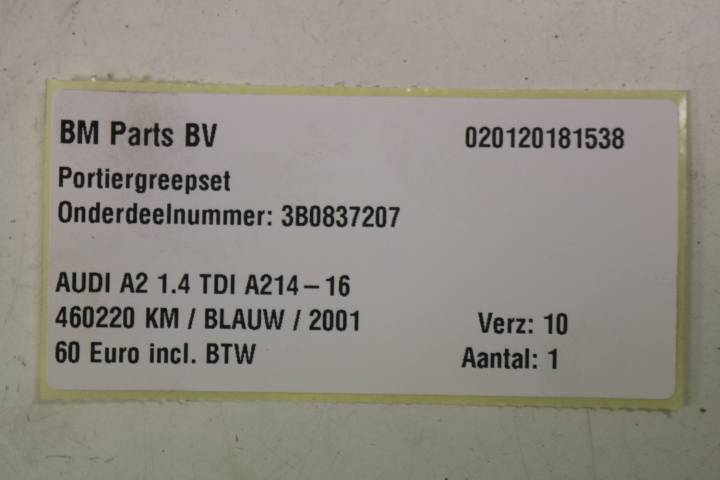 BM Parts BV 020120181538
Portiergreepset
Onderdeelnummer: 3B0837207
AUDI A2 1.4 TDI A214-16
460220 KM / BLAUW / 2001 Verz: 10
60 Euro incl. BTW Aantal: 1